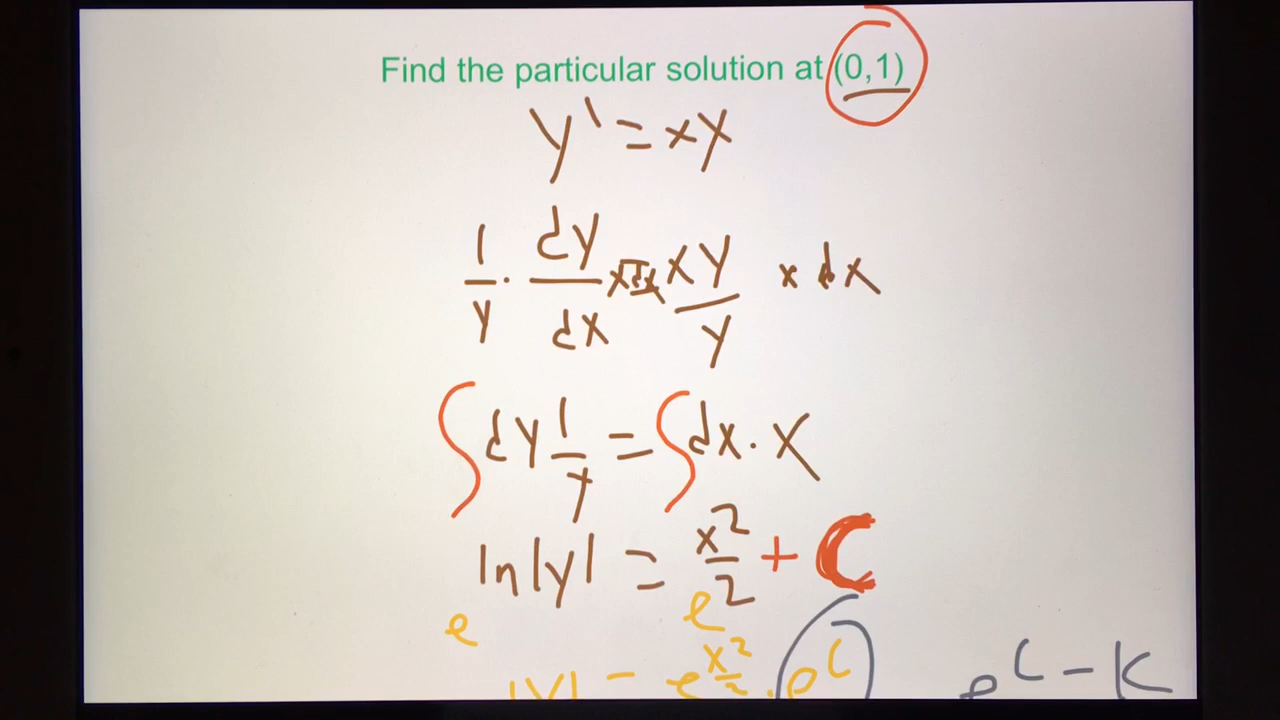 Find the particular solution at (0,1)
y' = xy
1/y · dy/dx xy/y x dx
∫ dy 1/y = ∫ dx · x
ln|y| = x²/2 + C
e e
|y| = e^(x²/2) · e^C e^C = K